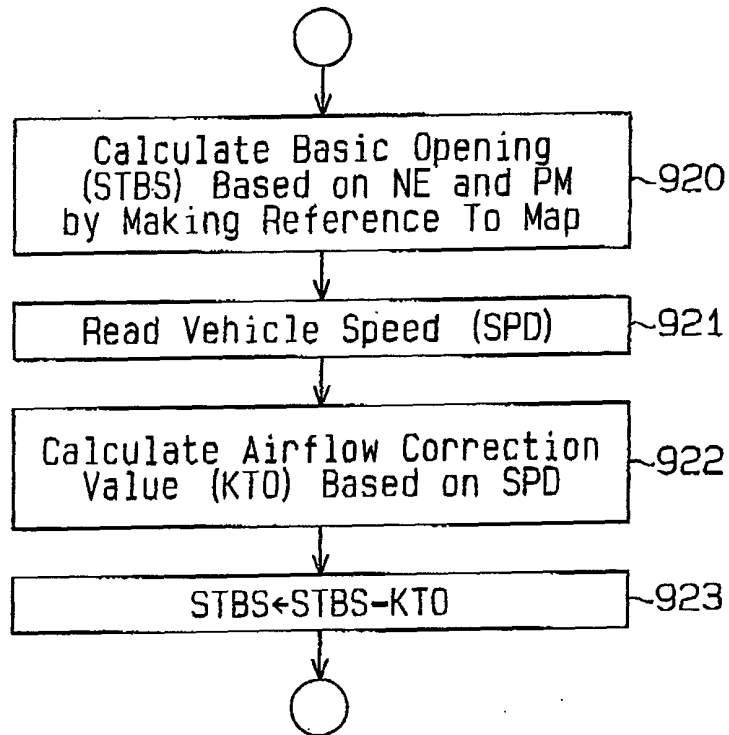 Calculate Basic Opening
(STBS) Based on NE and PM
by Making Reference To Map
920
Read Vehicle Speed (SPD)
921
Calculate Airflow Correction
Value (KTO) Based on SPD
922
STBS←STBS-KTO
923